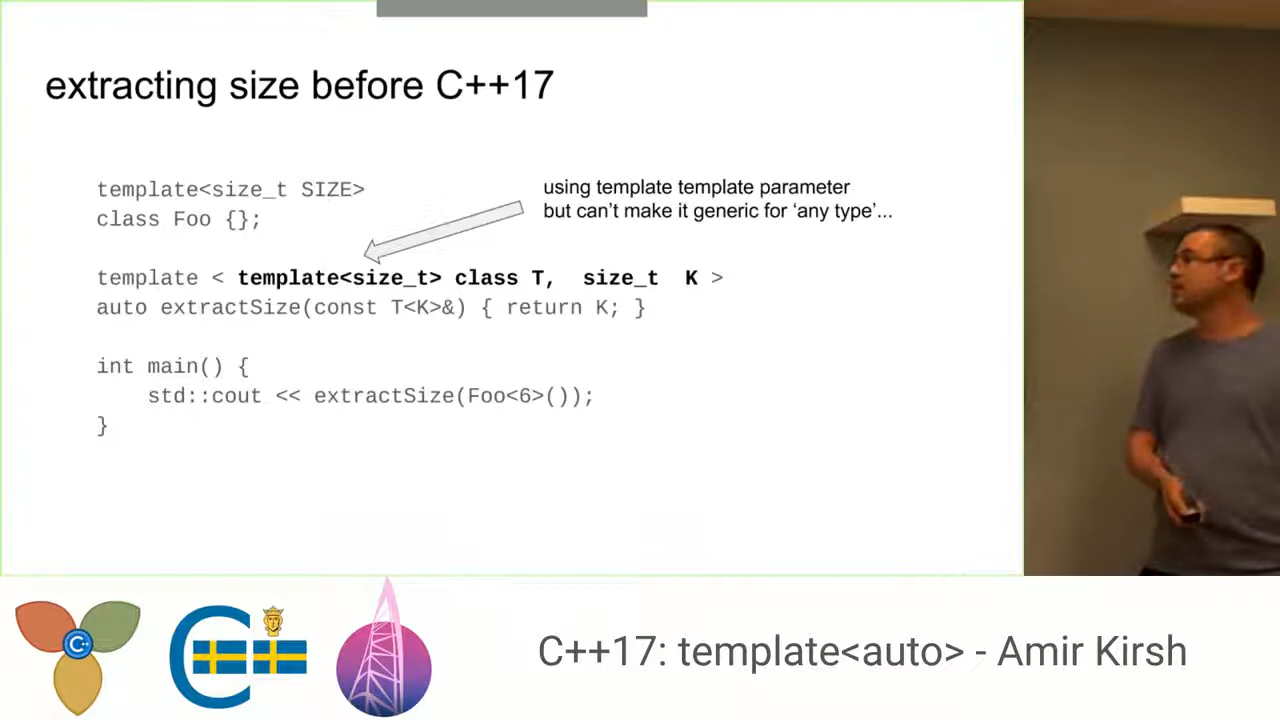 extracting size before C++17
template<size_t SIZE>
class Foo {};
using template template parameter
but can't make it generic for 'any type'...
template < template<size_t> class T, size_t K >
auto extractSize(const T<K>&) { return K; }
int main() {
    std::cout << extractSize(Foo<6>());
}
C++
C++
C++17: template<auto> - Amir Kirsh